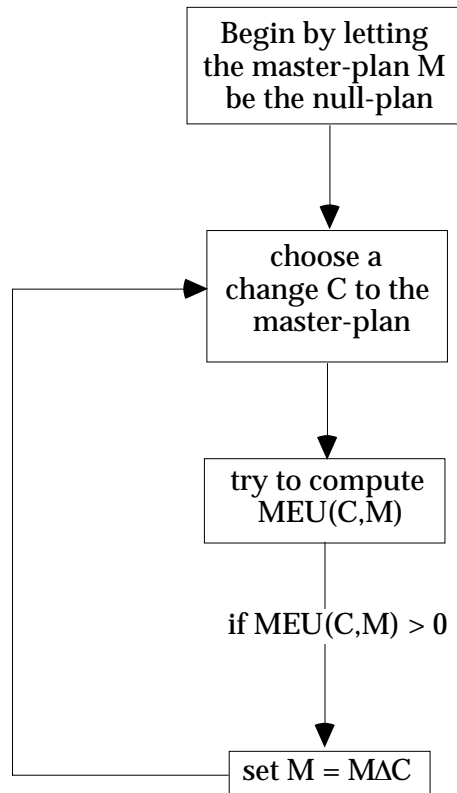 Begin by letting
the master-plan M
be the null-plan
choose a
change C to the
master-plan
try to compute
MEU(C,M)
if MEU(C,M) > 0
set M = M∆C